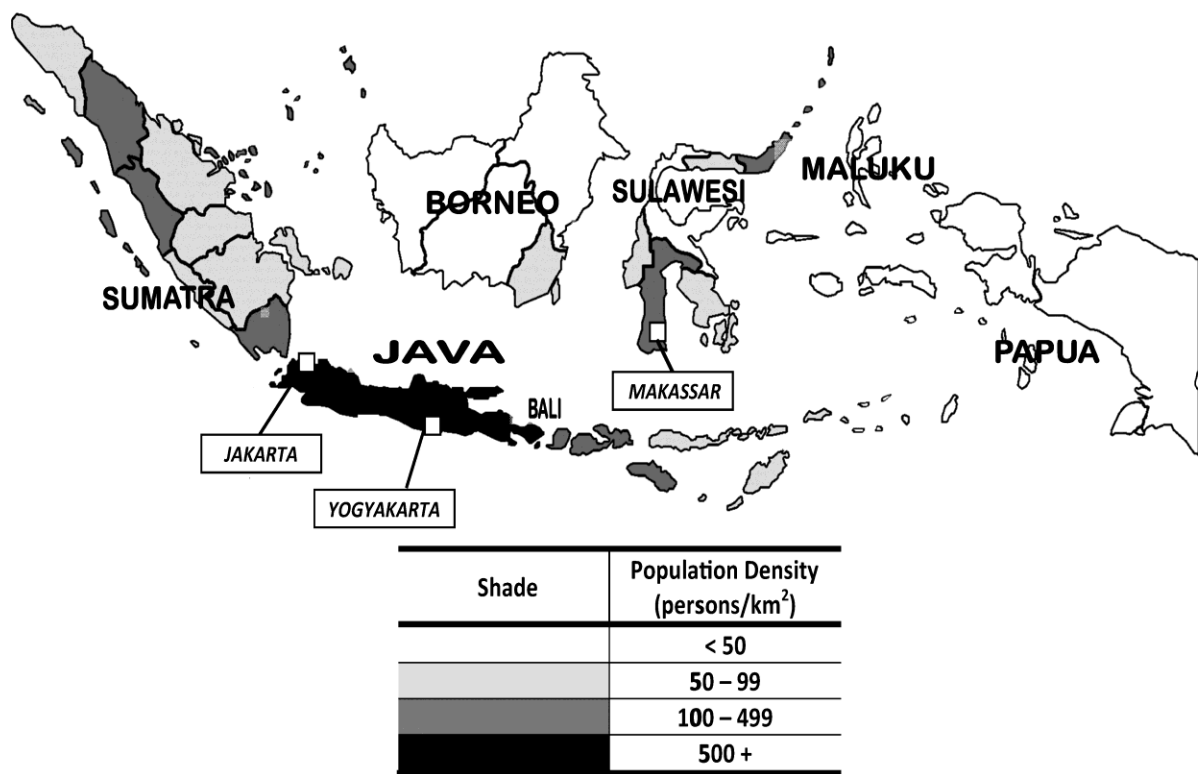 MALUKU
SULAWESI
BORNEO
SUMATRA
JAVA
PAPUA
MAKASSAR
BALI
JAKARTA
YOGYAKARTA
Shade Population Density
(persons/km²)
< 50
50 – 99
100 – 499
500 +